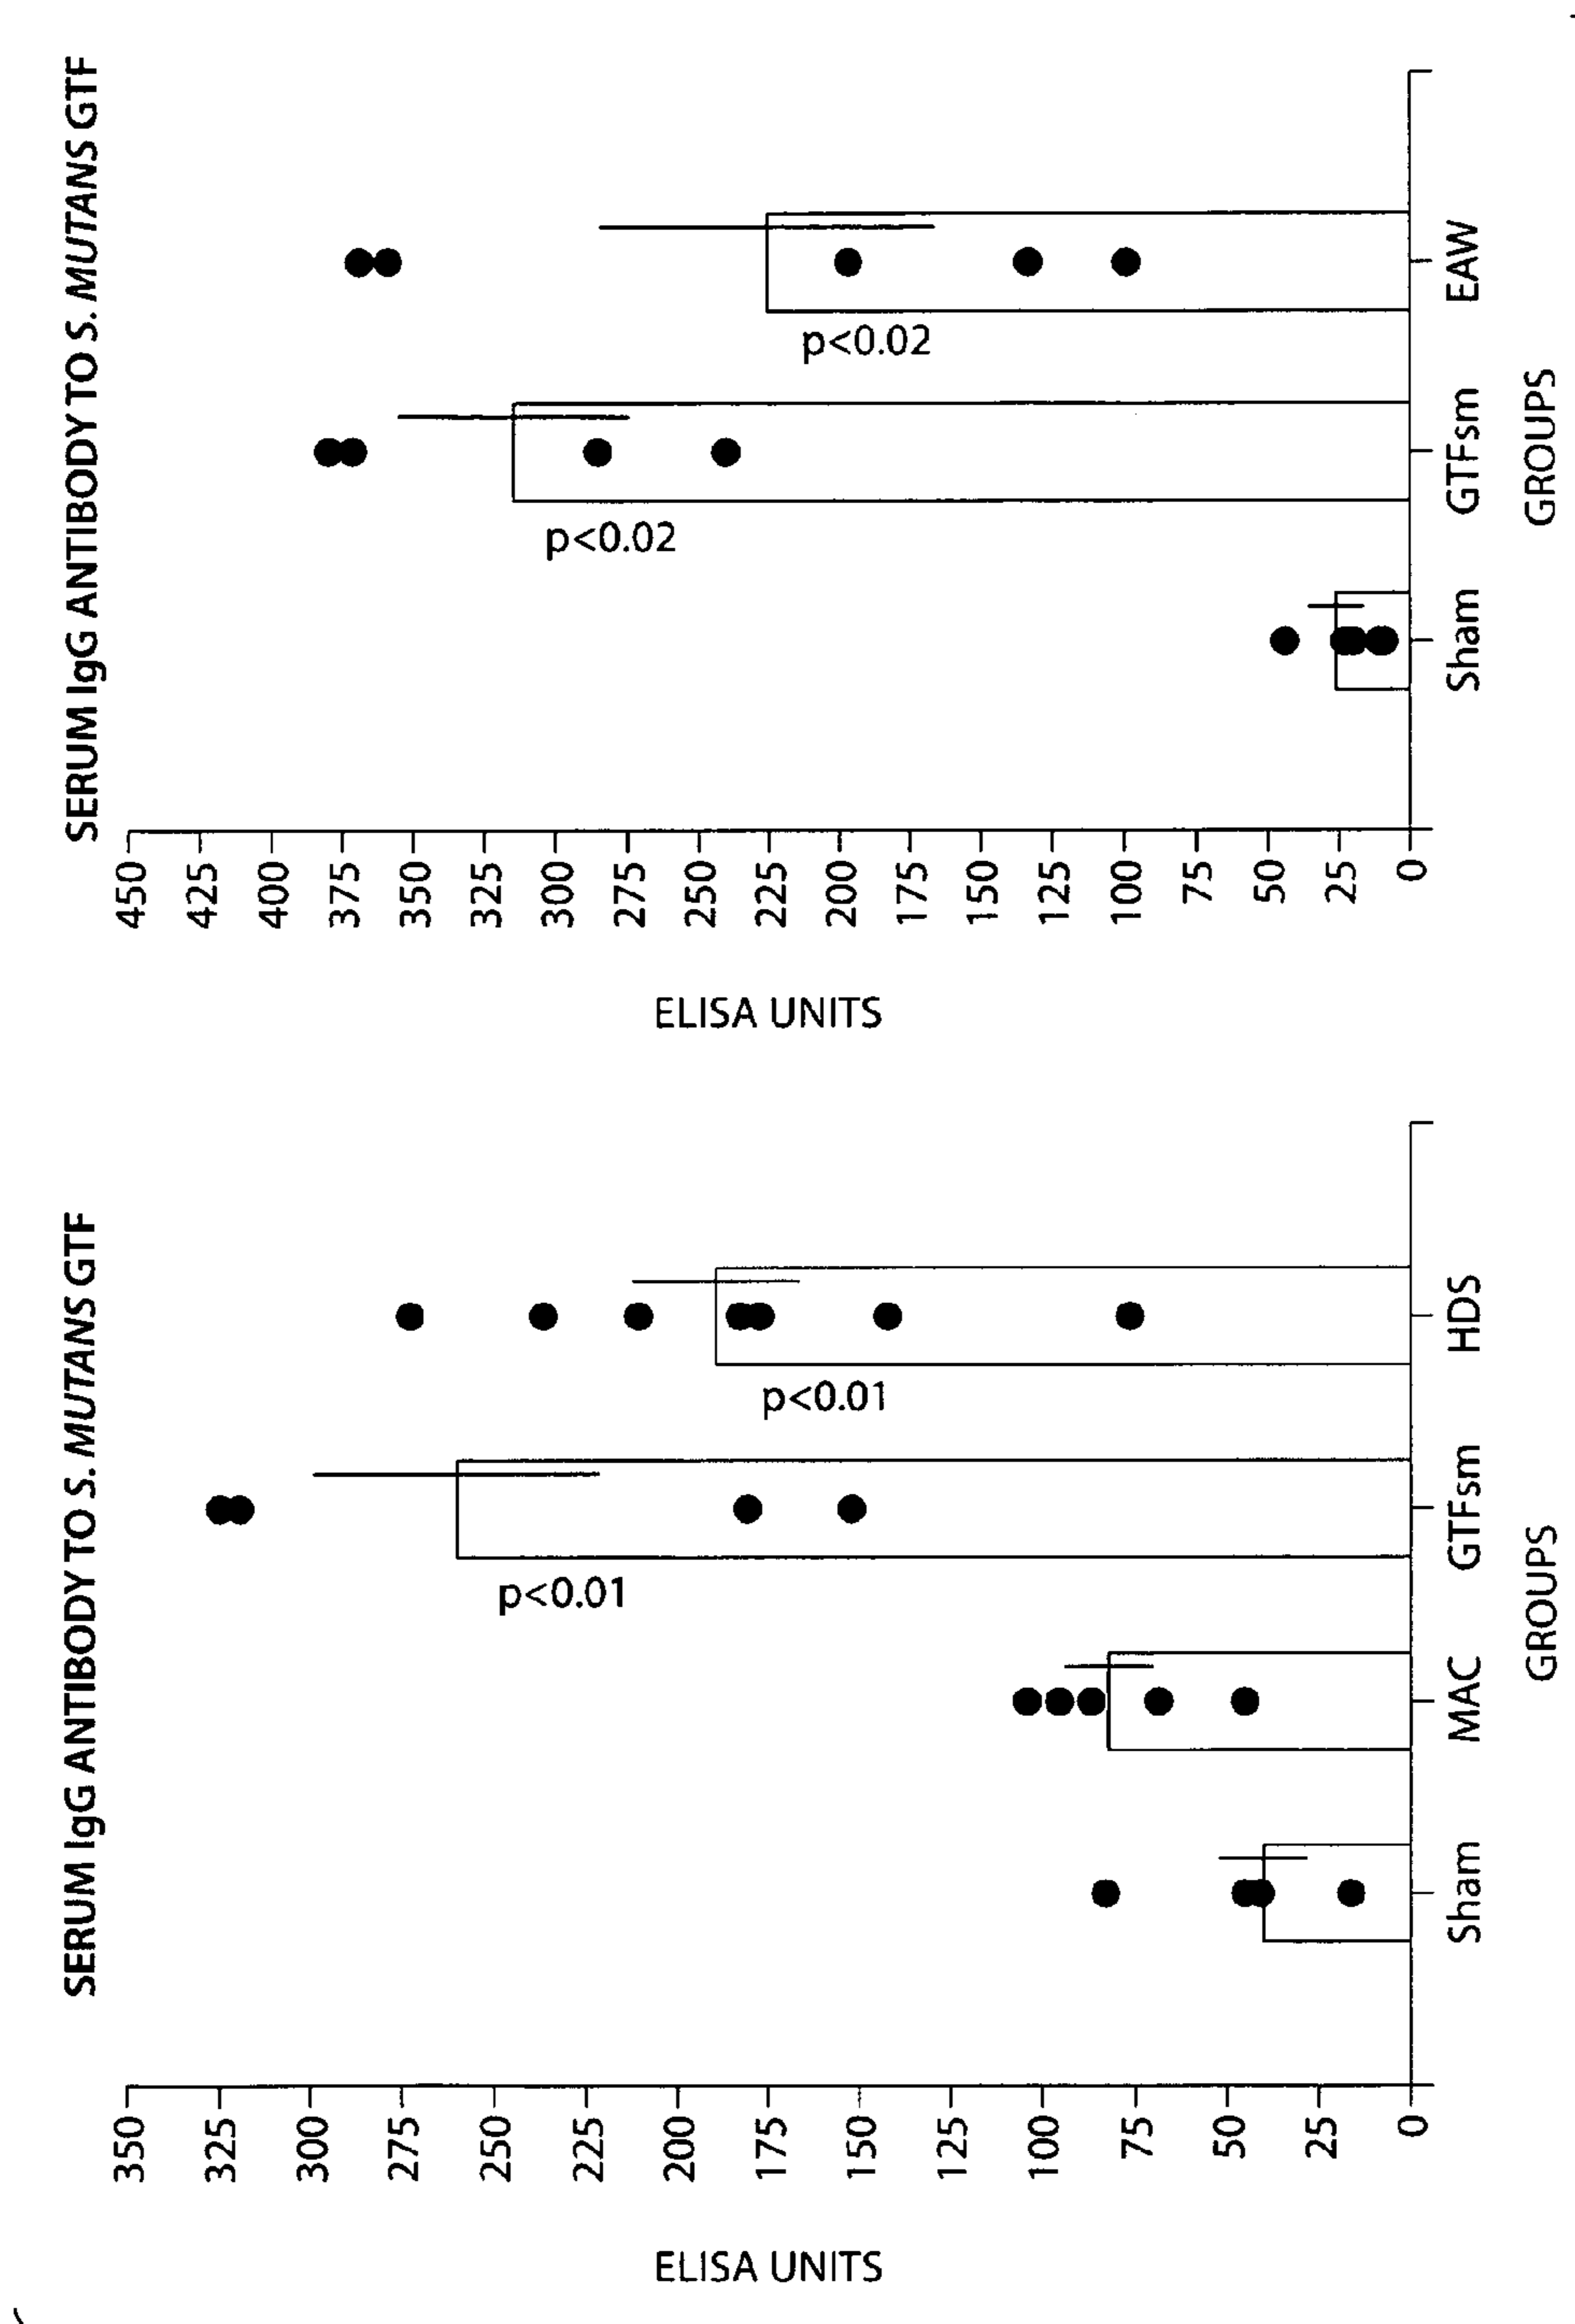 SERUM IgG ANTIBODY TO S. MUTANS GTF
ELISA UNITS
350
325
300
275
250
225
200
175
150
125
100
75
50
25
0
p<0.01
p<0.01
Sham
MAC
GTFsm
HDS
GROUPS
SERUM IgG ANTIBODY TO S. MUTANS GTF
ELISA UNITS
450
425
400
375
350
325
300
275
250
225
200
175
150
125
100
75
50
25
0
p<0.02
p<0.02
Sham
GTFsm
EAW
GROUPS